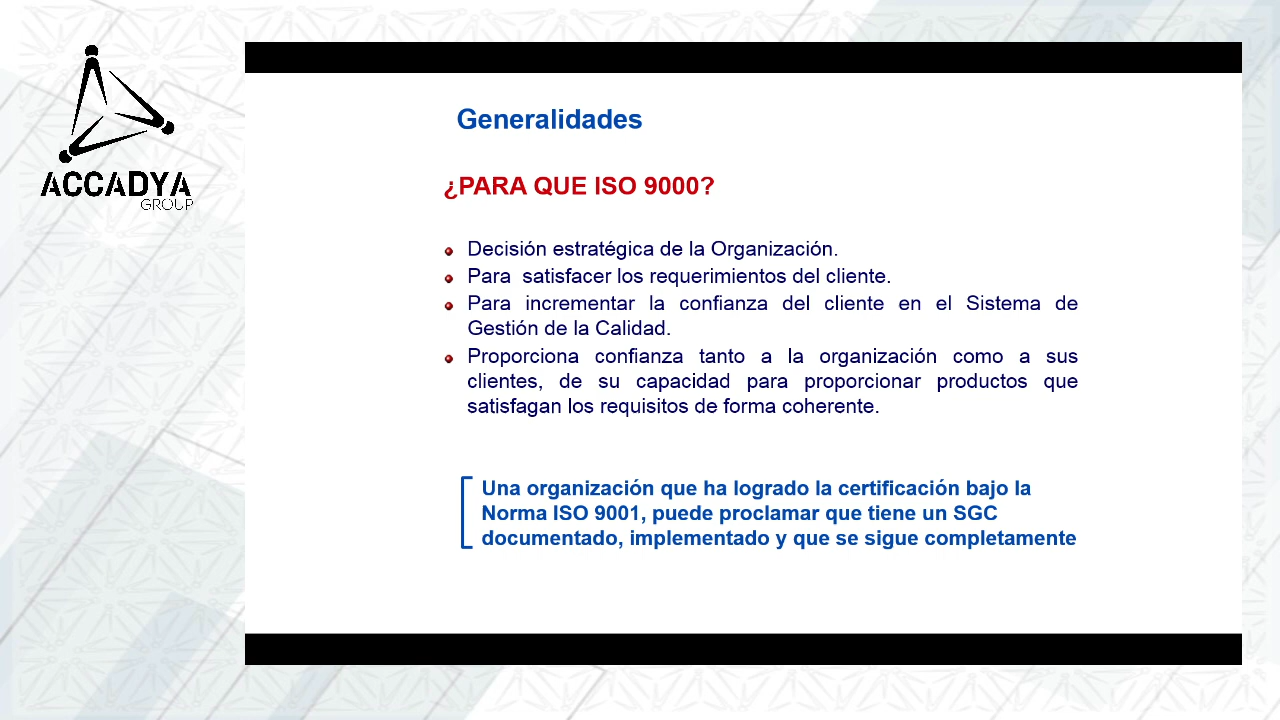 ACCADYA
GROUP
Generalidades
¿PARA QUE ISO 9000?
Decisión estratégica de la Organización.
Para satisfacer los requerimientos del cliente.
Para incrementar la confianza del cliente en el Sistema de
Gestión de la Calidad.
Proporciona confianza tanto a la organización como a sus
clientes, de su capacidad para proporcionar productos que
satisfagan los requisitos de forma coherente.
Una organización que ha logrado la certificación bajo la
Norma ISO 9001, puede proclamar que tiene un SGC
documentado, implementado y que se sigue completamente